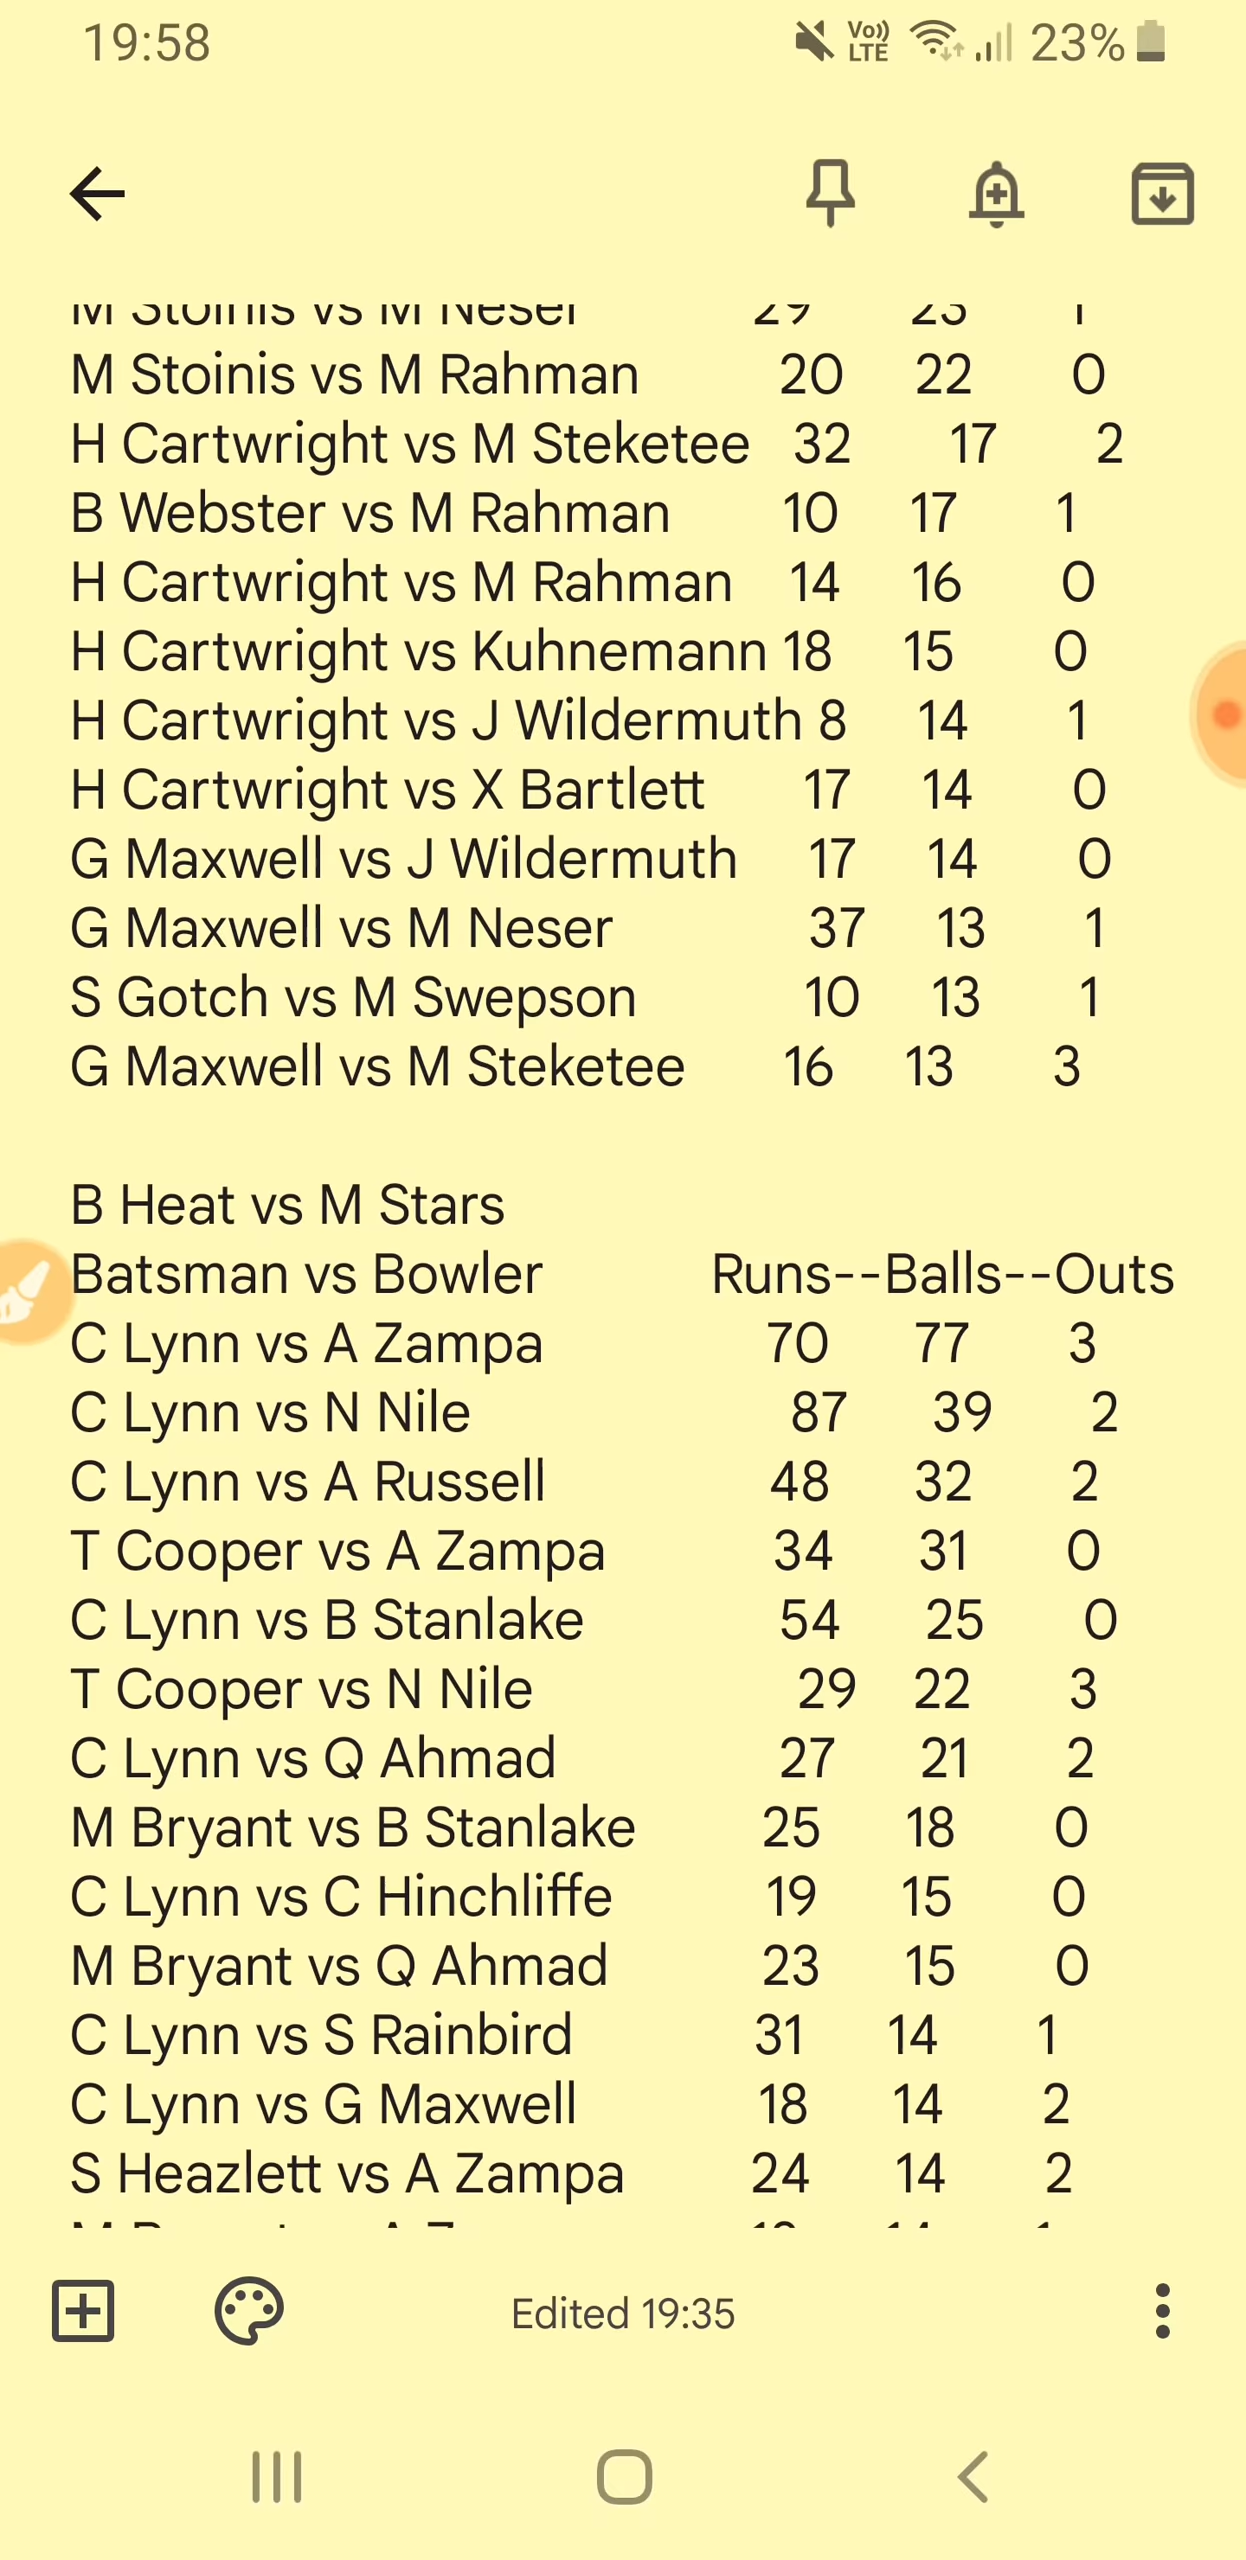 19:58 Vo)) LTE 23%
M Stoinis vs M Neser 29 23 1
M Stoinis vs M Rahman 20 22 0
H Cartwright vs M Steketee 32 17 2
B Webster vs M Rahman 10 17 1
H Cartwright vs M Rahman 14 16 0
H Cartwright vs Kuhnemann 18 15 0
H Cartwright vs J Wildermuth 8 14 1
H Cartwright vs X Bartlett 17 14 0
G Maxwell vs J Wildermuth 17 14 0
G Maxwell vs M Neser 37 13 1
S Gotch vs M Swepson 10 13 1
G Maxwell vs M Steketee 16 13 3
B Heat vs M Stars
Batsman vs Bowler Runs--Balls--Outs
C Lynn vs A Zampa 70 77 3
C Lynn vs N Nile 87 39 2
C Lynn vs A Russell 48 32 2
T Cooper vs A Zampa 34 31 0
C Lynn vs B Stanlake 54 25 0
T Cooper vs N Nile 29 22 3
C Lynn vs Q Ahmad 27 21 2
M Bryant vs B Stanlake 25 18 0
C Lynn vs C Hinchliffe 19 15 0
M Bryant vs Q Ahmad 23 15 0
C Lynn vs S Rainbird 31 14 1
C Lynn vs G Maxwell 18 14 2
S Heazlett vs A Zampa 24 14 2
Edited 19:35